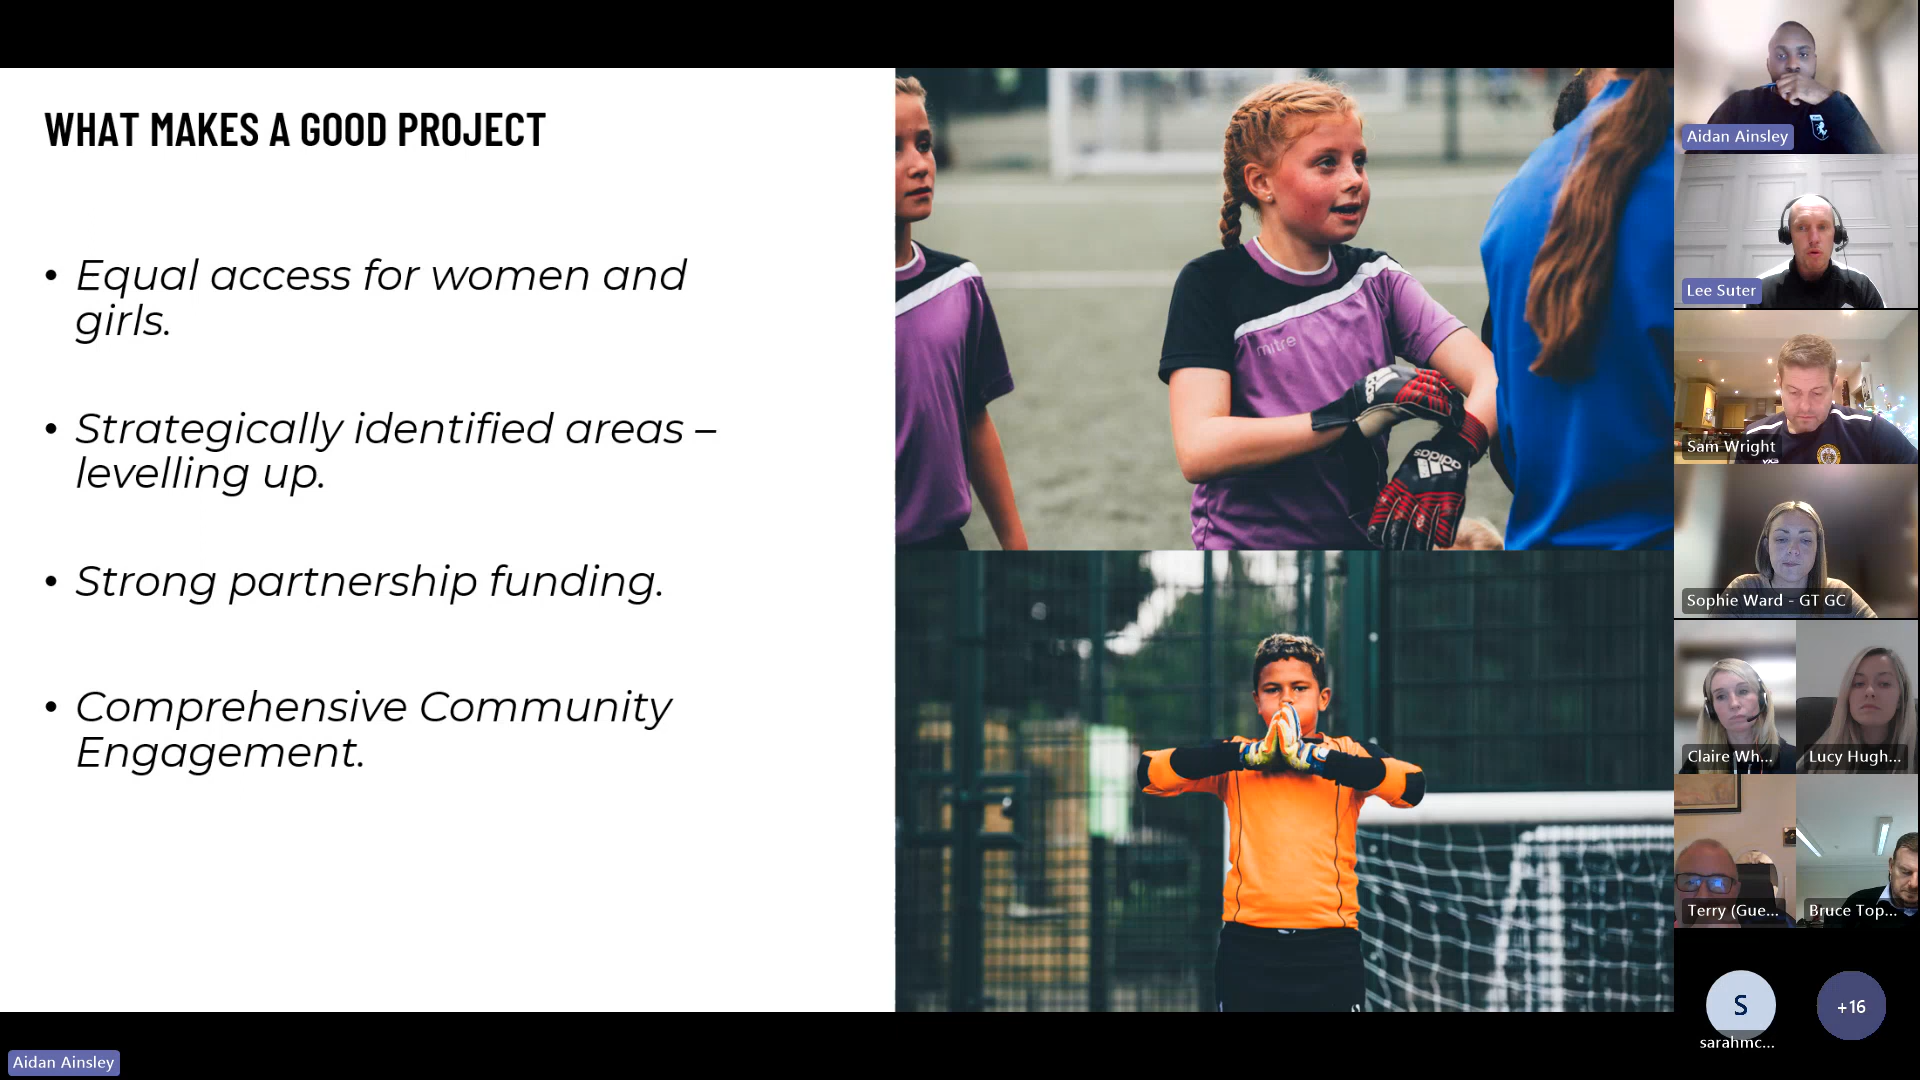 WHAT MAKES A GOOD PROJECT
• Equal access for women and
girls.
• Strategically identified areas –
levelling up.
• Strong partnership funding.
• Comprehensive Community
Engagement.
mitre
adidas
Aidan Ainsley
Lee Suter
Sam Wright
Sophie Ward - GT GC
Claire Wh...
Lucy Hugh...
Terry (Gue...
Bruce Top...
S
sarahmc...
+16
Aidan Ainsley